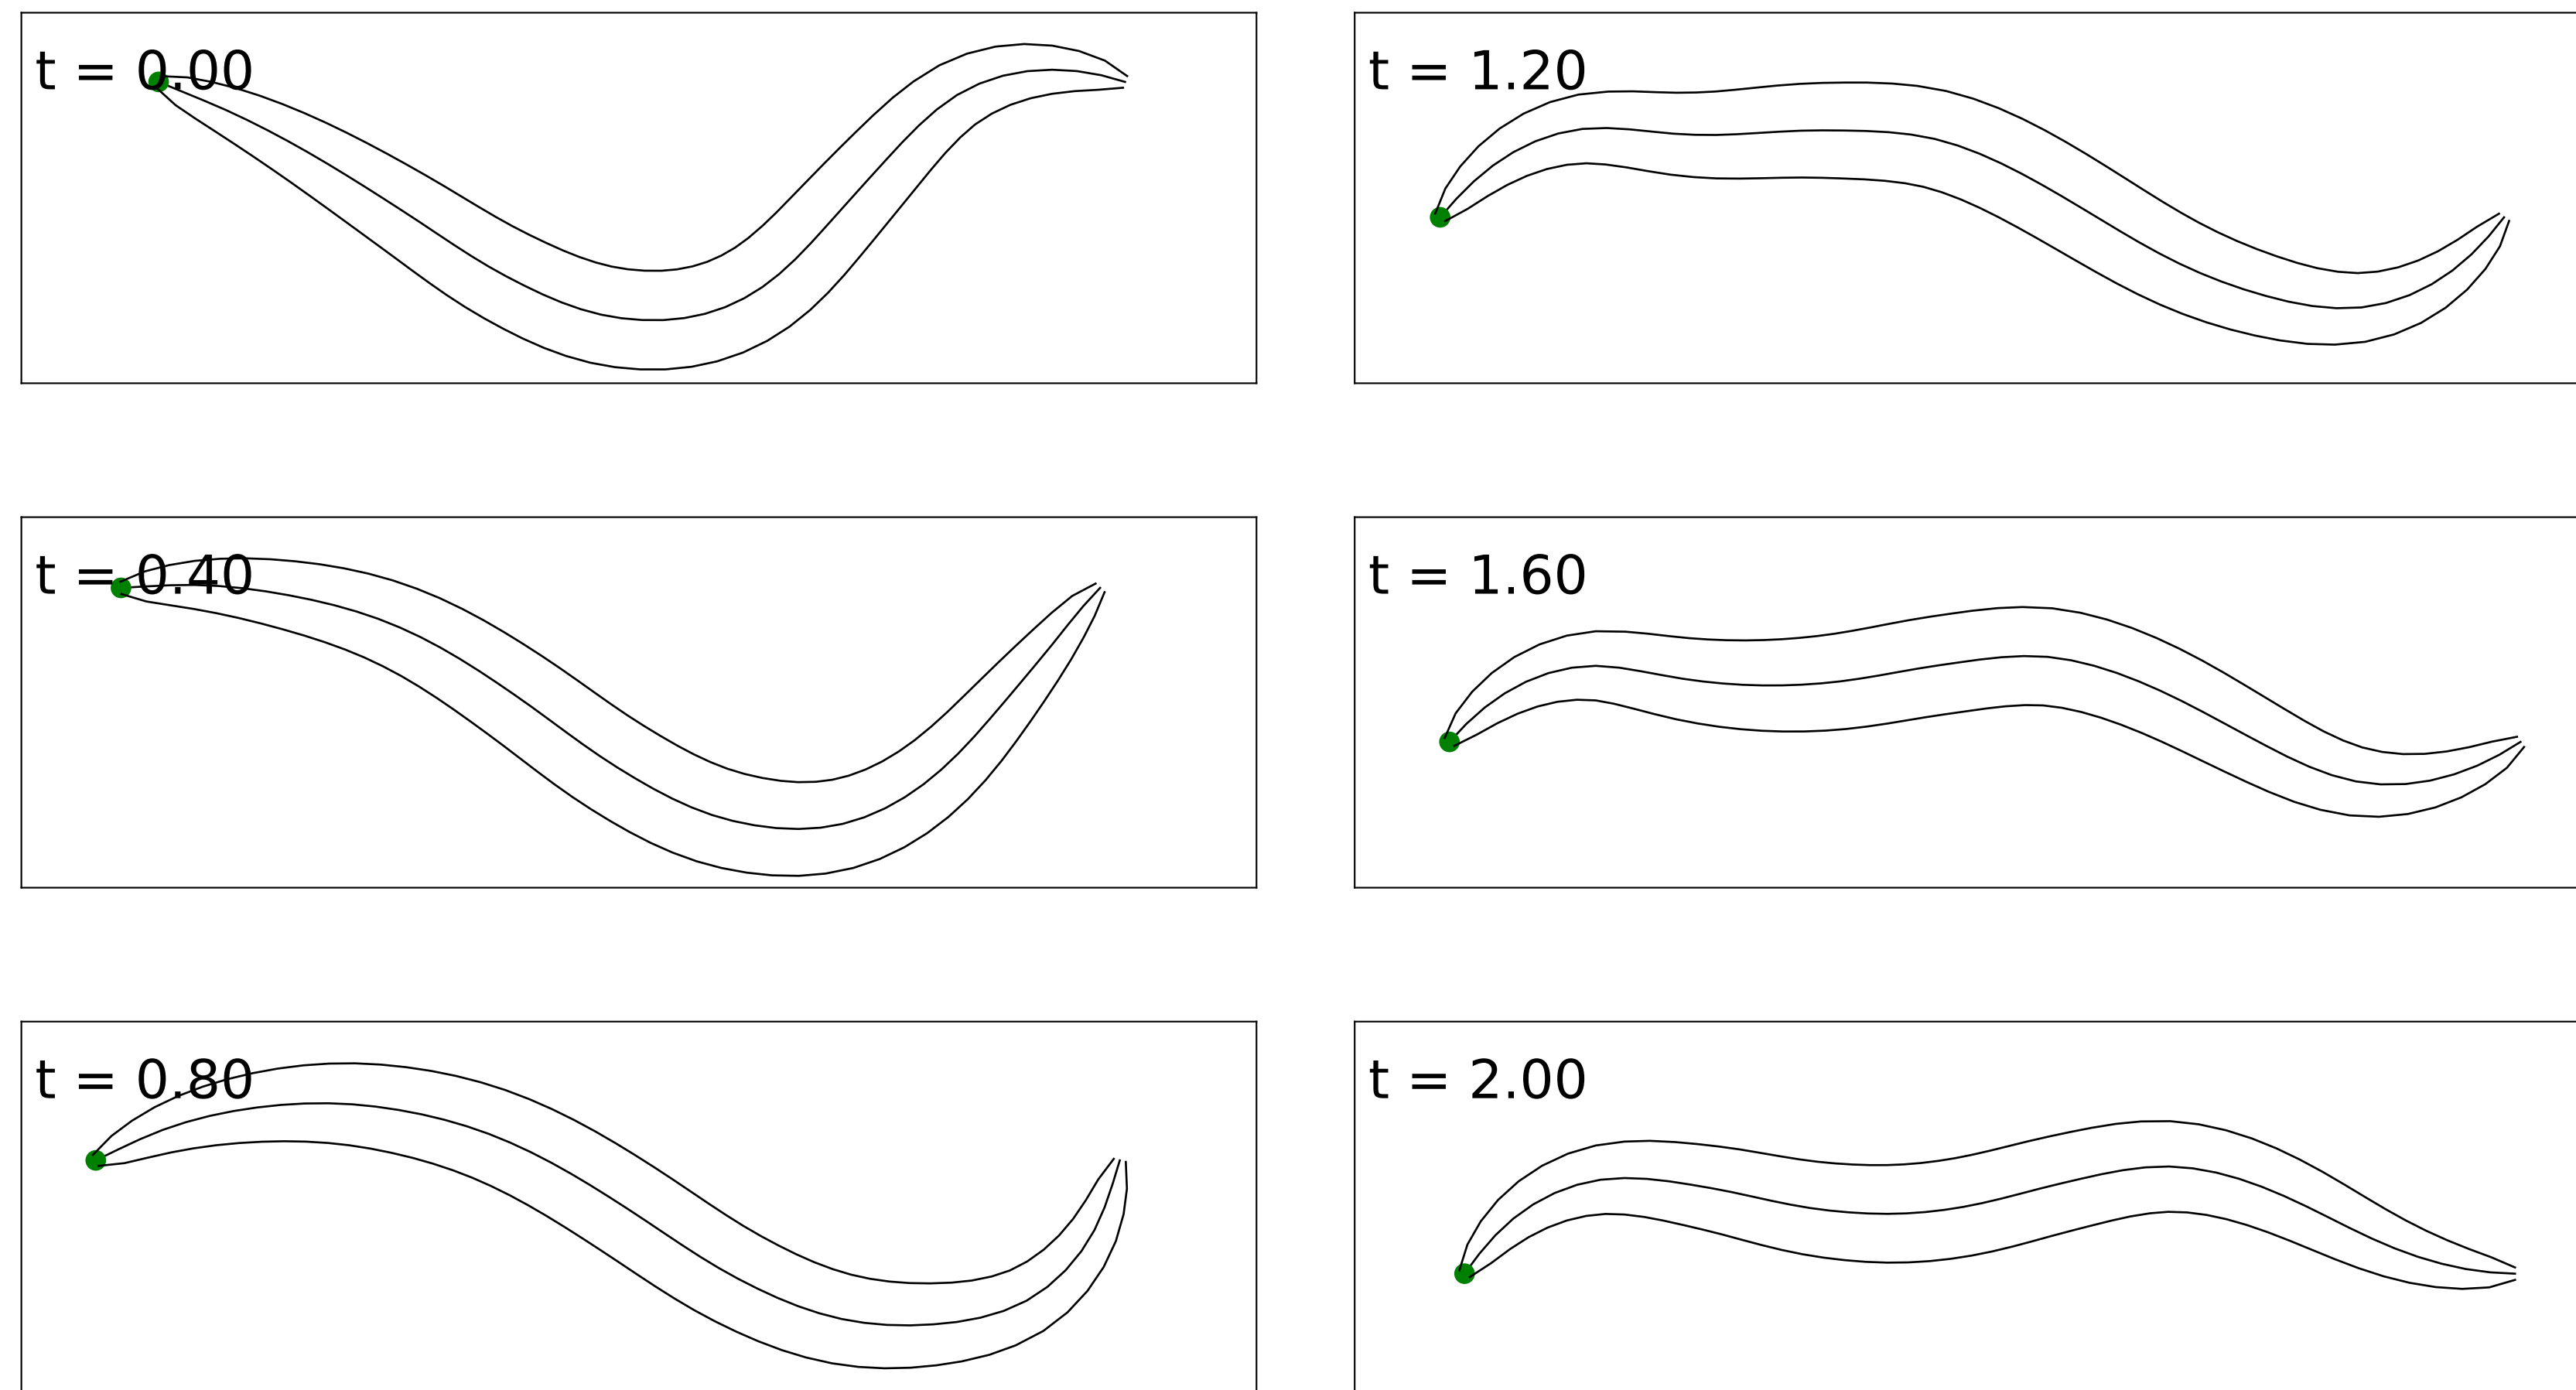 t = 0.00
t = 1.20
t = 0.40
t = 1.60
t = 0.80
t = 2.00